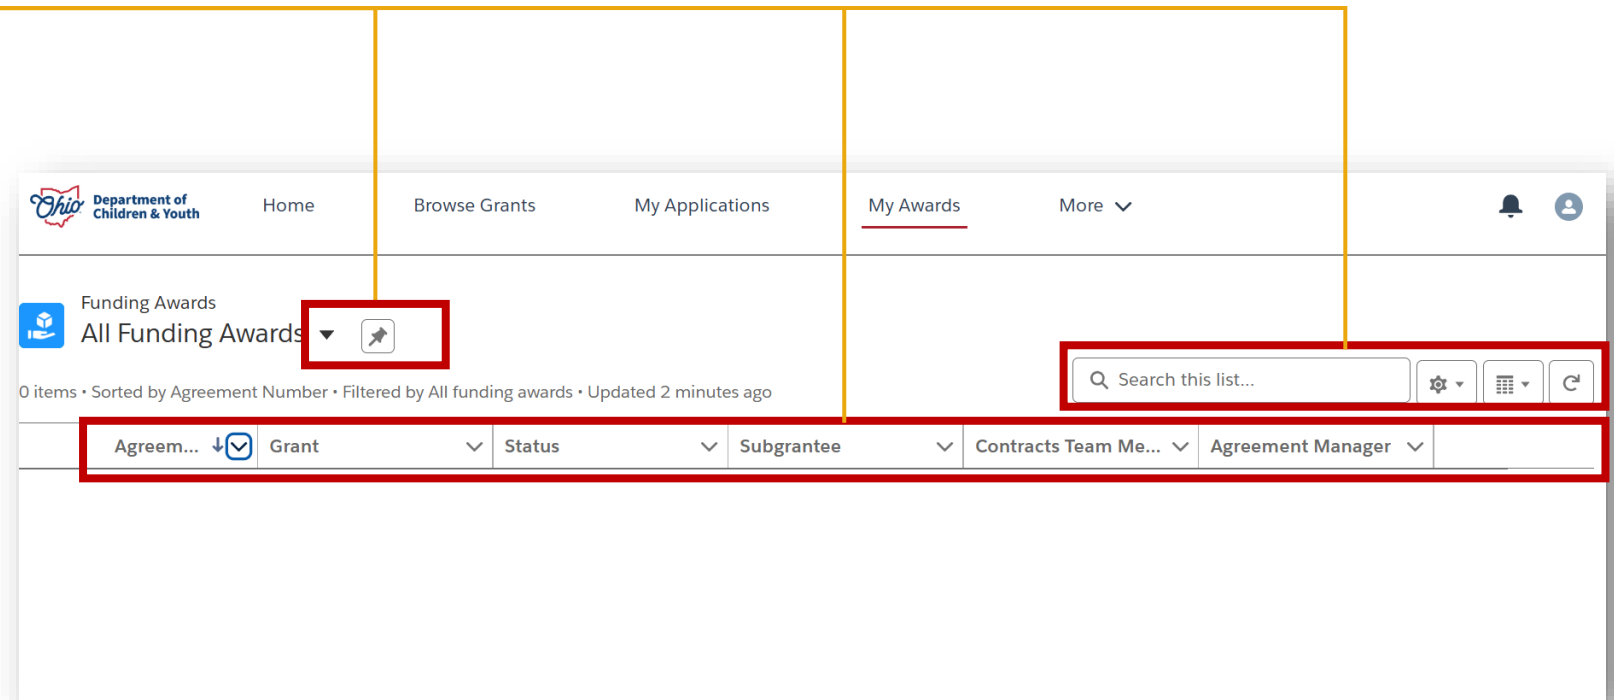 Ohio Department of
Children & Youth
Home
Browse Grants
My Applications
My Awards
More
Funding Awards
All Funding Awards
0 items • Sorted by Agreement Number • Filtered by All funding awards • Updated 2 minutes ago
Search this list...
Agreem...
Grant
Status
Subgrantee
Contracts Team Me...
Agreement Manager